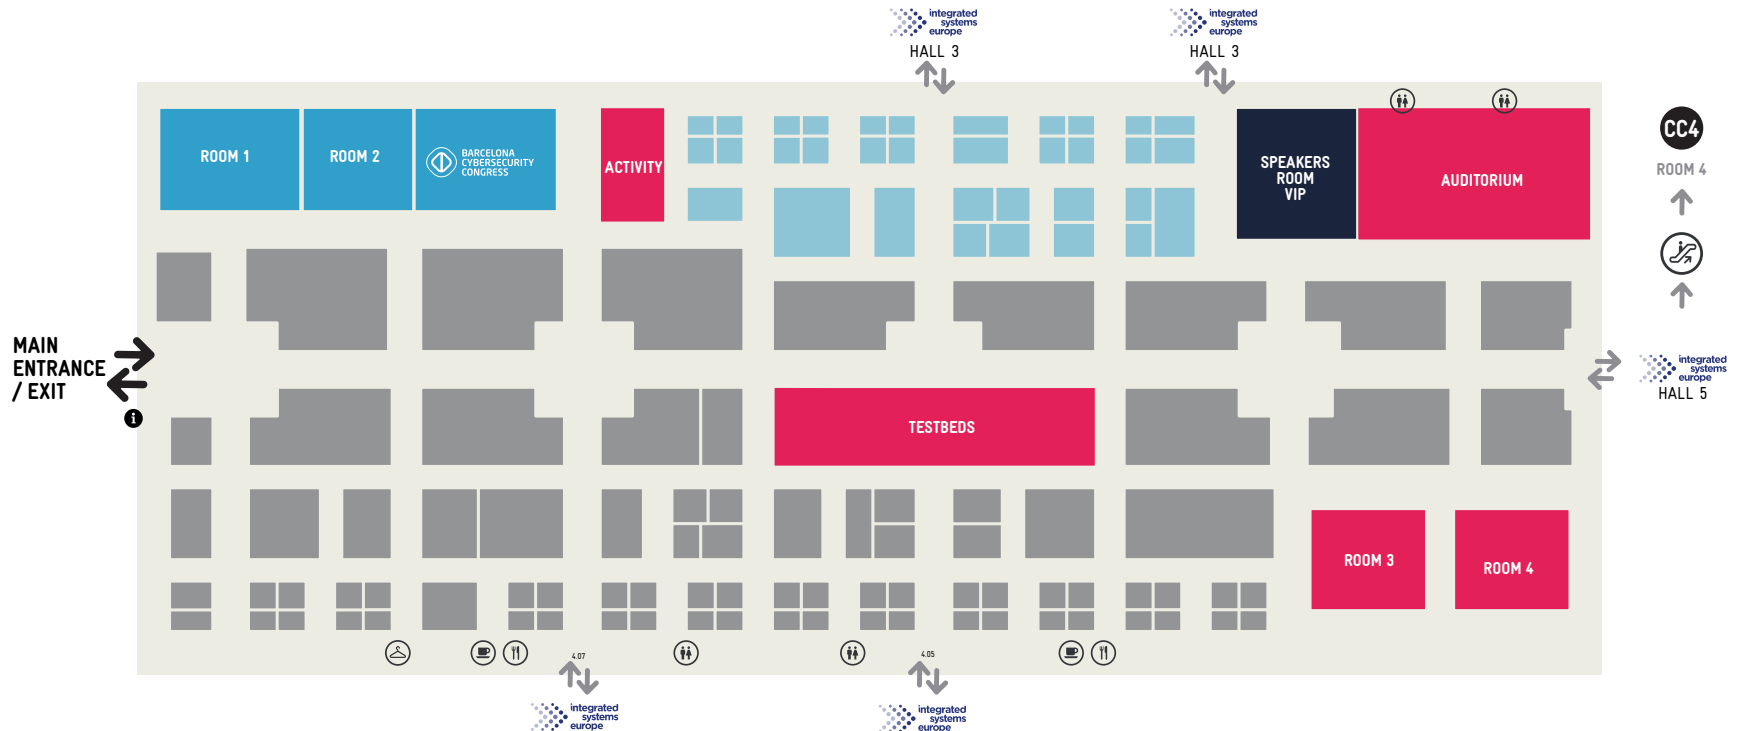 integrated
systems
europe
HALL 3
integrated
systems
europe
HALL 3
ROOM 1
ROOM 2
BARCELONA
CYBERSECURITY
CONGRESS
ACTIVITY
SPEAKERS
ROOM
VIP
AUDITORIUM
CC4
ROOM 4
MAIN
ENTRANCE
/ EXIT
i
integrated
systems
europe
HALL 5
TESTBEDS
ROOM 3
ROOM 4
4.07
4.05
integrated
systems
europe
integrated
systems
europe